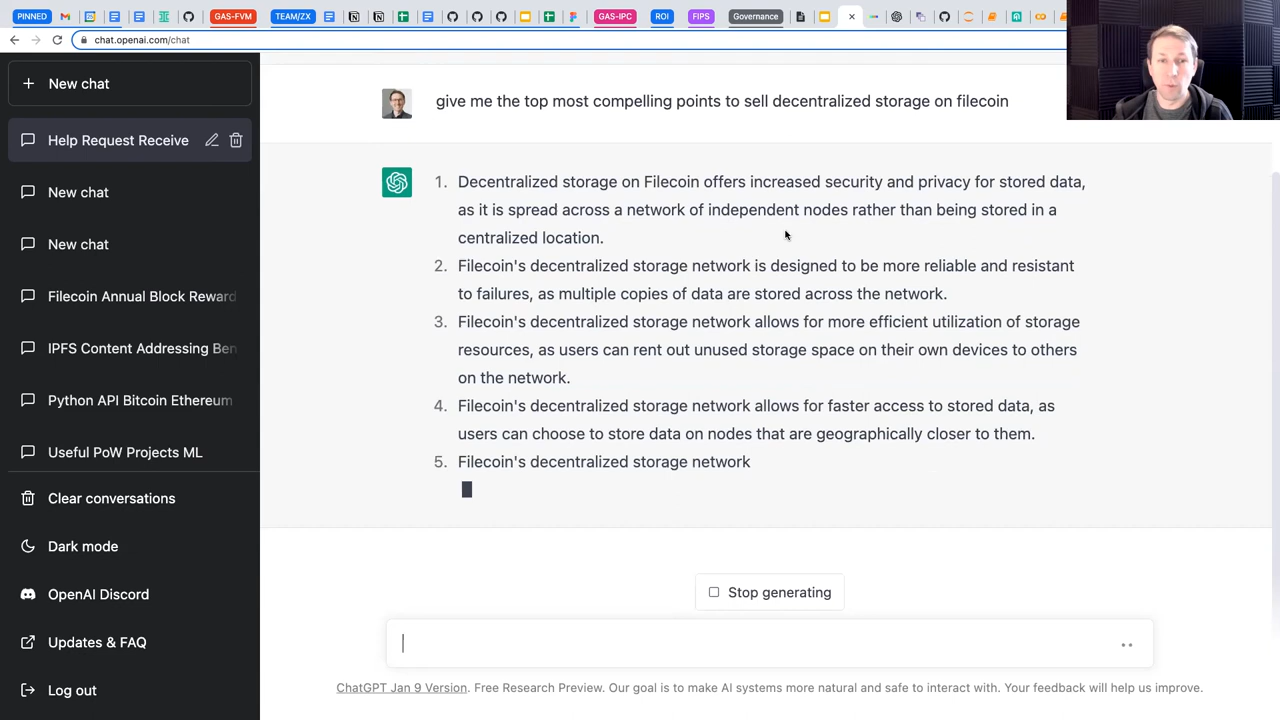 PINNED
GAS-FVM
TEAM/ZX
GAS-IPC
ROI
FIPS
Governance
chat.openai.com/chat
New chat
Help Request Receive
New chat
New chat
Filecoin Annual Block Reward
IPFS Content Addressing Ben
Python API Bitcoin Ethereum
Useful PoW Projects ML
Clear conversations
Dark mode
OpenAI Discord
Updates & FAQ
Log out
give me the top most compelling points to sell decentralized storage on filecoin
1. Decentralized storage on Filecoin offers increased security and privacy for stored data,
as it is spread across a network of independent nodes rather than being stored in a
centralized location.
2. Filecoin's decentralized storage network is designed to be more reliable and resistant
to failures, as multiple copies of data are stored across the network.
3. Filecoin's decentralized storage network allows for more efficient utilization of storage
resources, as users can rent out unused storage space on their own devices to others
on the network.
4. Filecoin's decentralized storage network allows for faster access to stored data, as
users can choose to store data on nodes that are geographically closer to them.
5. Filecoin's decentralized storage network
Stop generating
ChatGPT Jan 9 Version. Free Research Preview. Our goal is to make AI systems more natural and safe to interact with. Your feedback will help us improve.